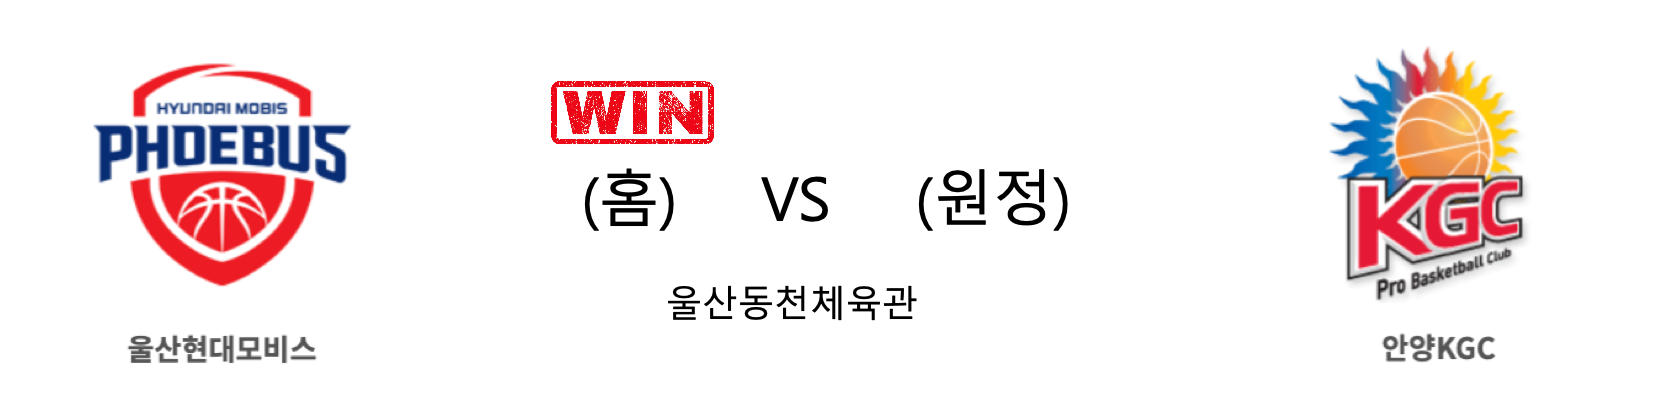 HYUNDAI MOBIS
PHOEBUS
울산현대모비스
WIN
(홈) VS (원정)
울산동천체육관
KGC
Pro Basketball Club
안양KGC